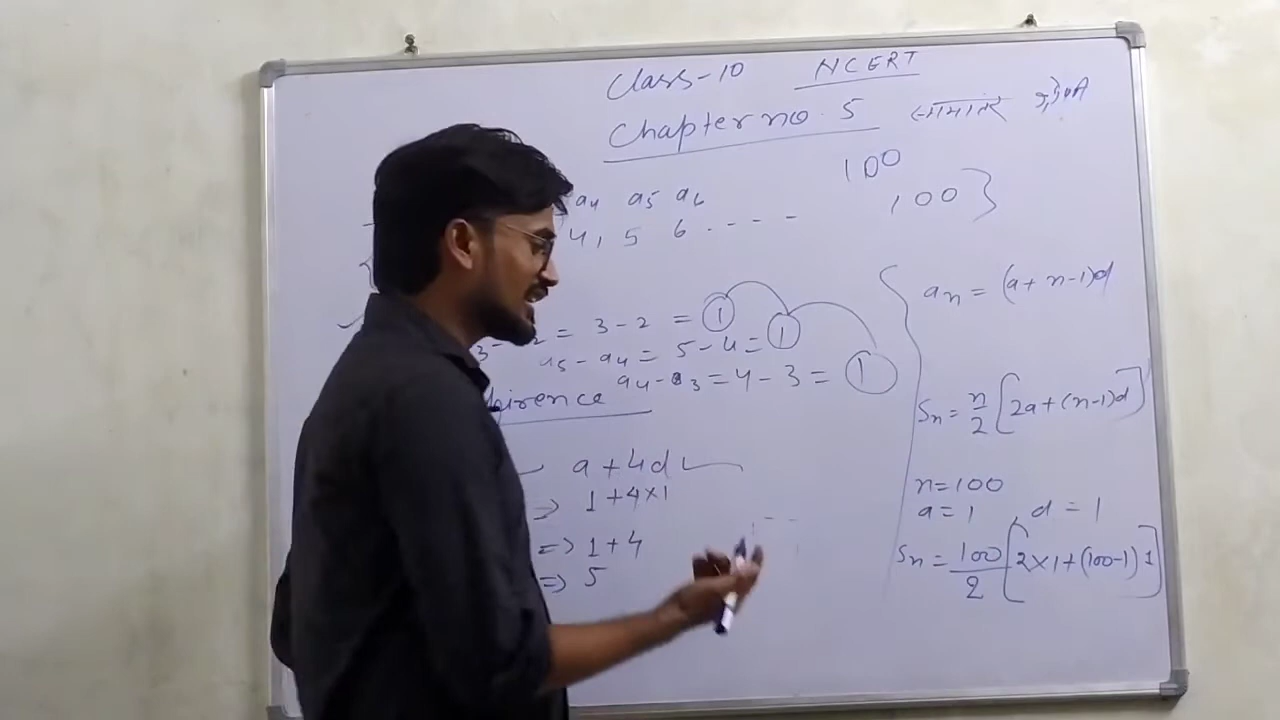 Class-10 NCERT
Chapter no. 5 समांतर
100
a4 a5 a6
100 }
4, 5 6 . - - - -
an = (a + n-1)d
= 3-2 = 1
a5 - a4 = 5-4 = 1
a4 - a3 = 4-3 = 1
firence
Sn = n/2 [2a+(n-1)d]
a+4d
=> 1+4×1
n=100
a=1, d=1
=> 1+4
Sn = 100/2 [2×1+(100-1)1]
=> 5